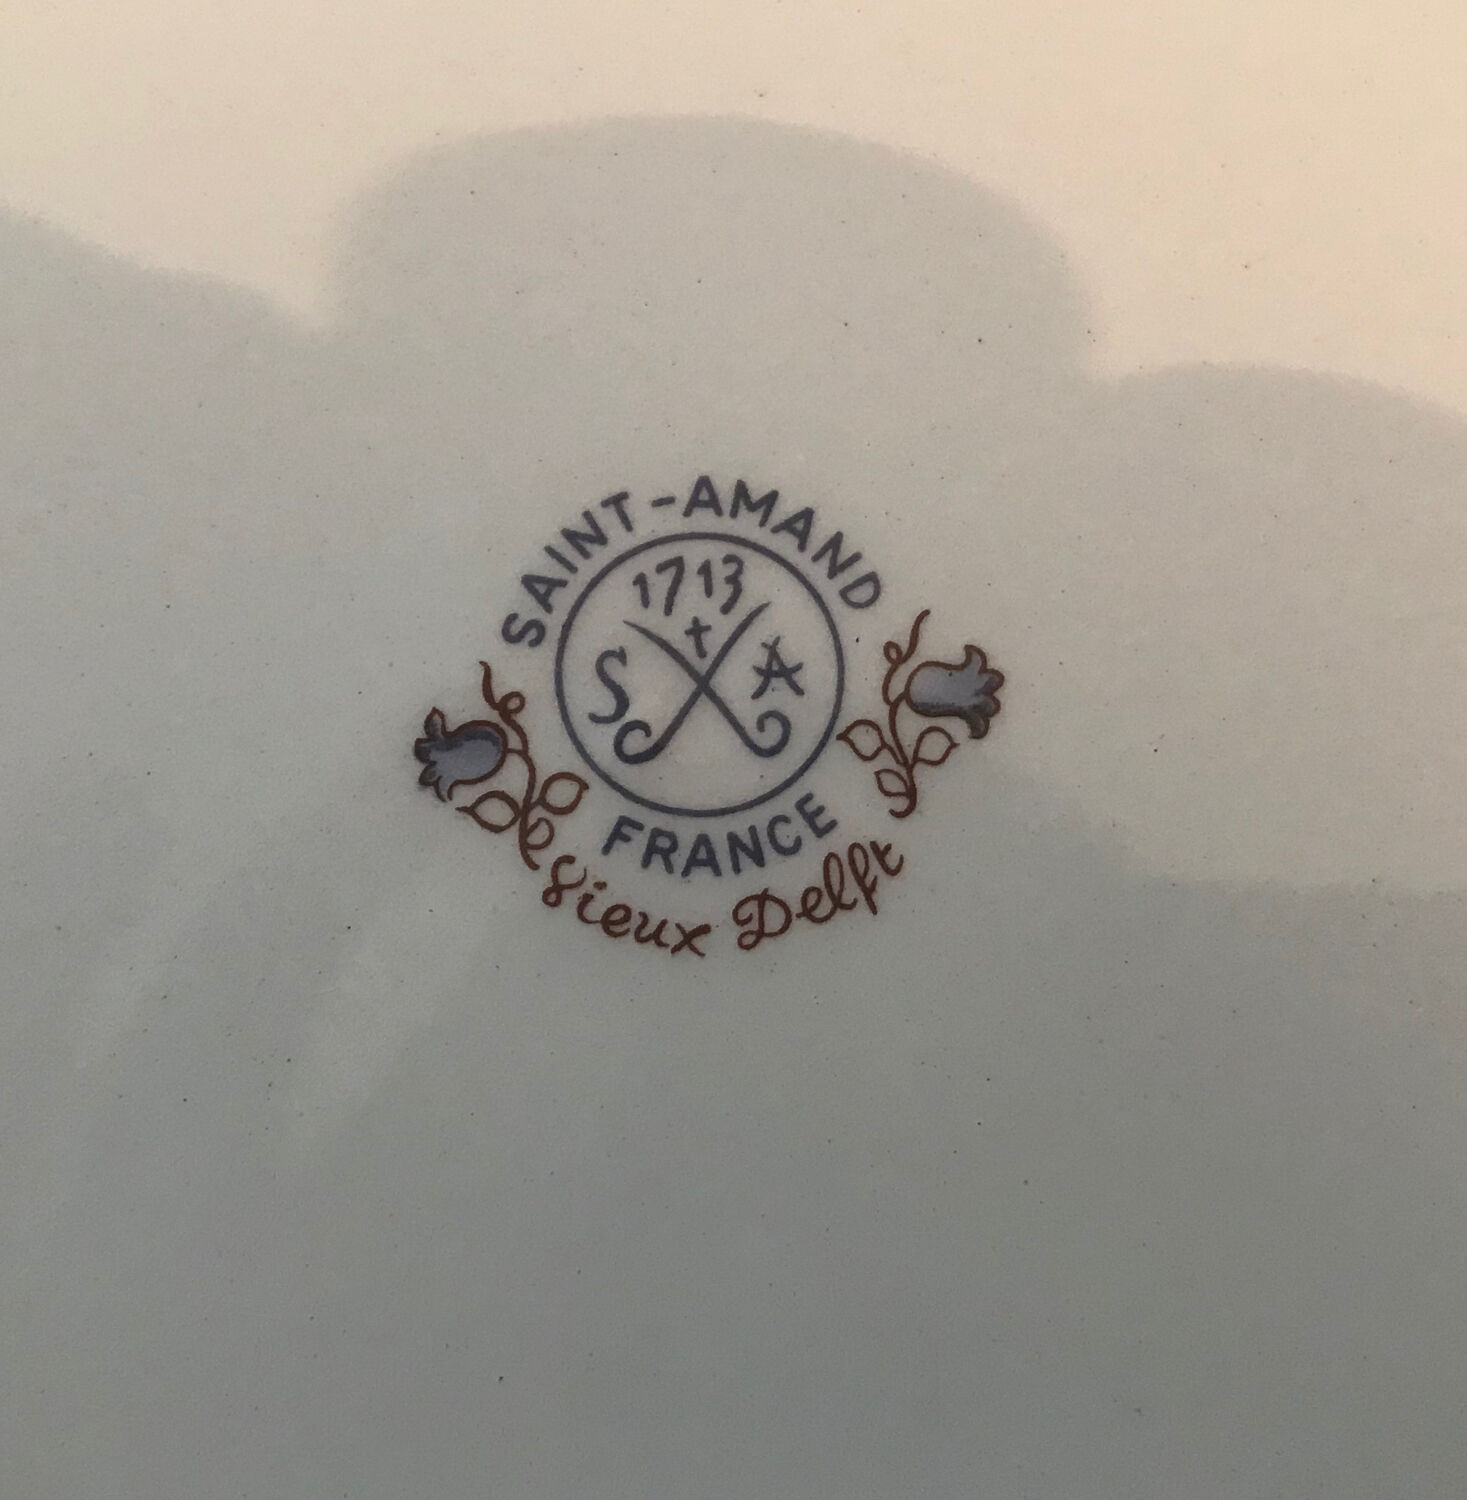 SAINT-AMAND
1713
S A
FRANCE
Vieux Delft